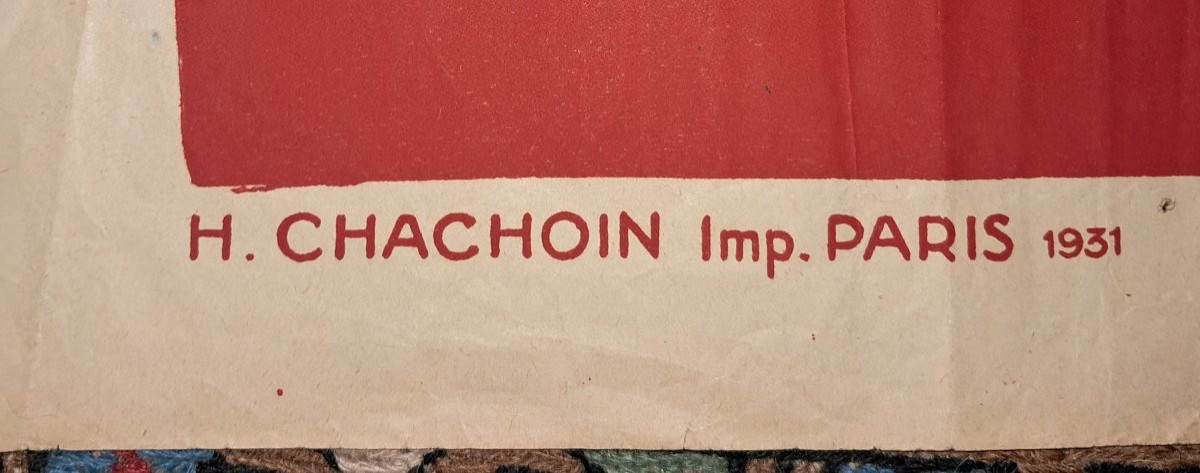 H. CHACHOIN Imp. PARIS 1931